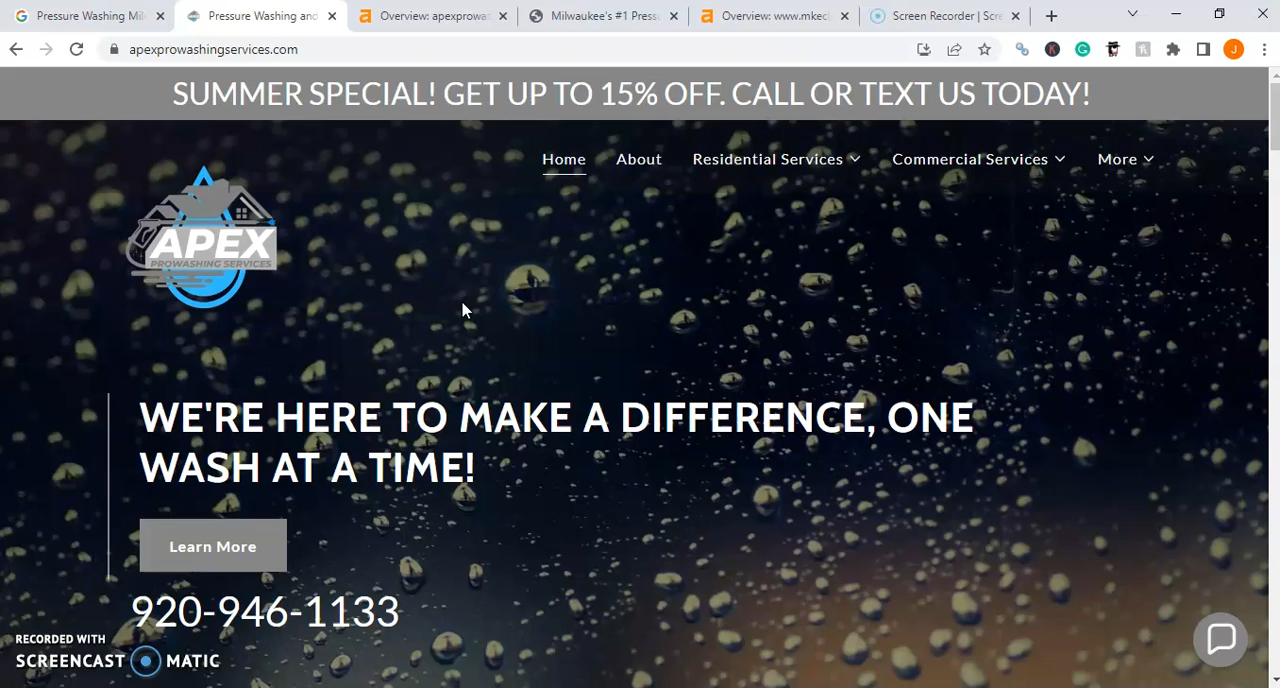 Pressure Washing Mil
Pressure Washing and
Overview: apexprowas
Milwaukee's #1 Press
Overview: www.mkecl
Screen Recorder | Scr
apexprowashingservices.com
J
SUMMER SPECIAL! GET UP TO 15% OFF. CALL OR TEXT US TODAY!
Home
About
Residential Services
Commercial Services
More
APEX
PROWASHING SERVICES
WE'RE HERE TO MAKE A DIFFERENCE, ONE
WASH AT A TIME!
Learn More
920-946-1133
RECORDED WITH
SCREENCAST MATIC